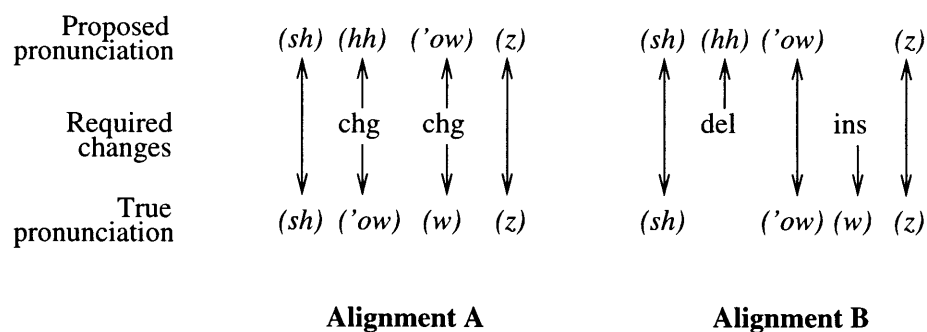 Proposed pronunciation (sh) (hh) ('ow) (z) (sh) (hh) ('ow) (z)
Required changes chg chg del ins
True pronunciation (sh) ('ow) (w) (z) (sh) ('ow) (w) (z)
Alignment A Alignment B